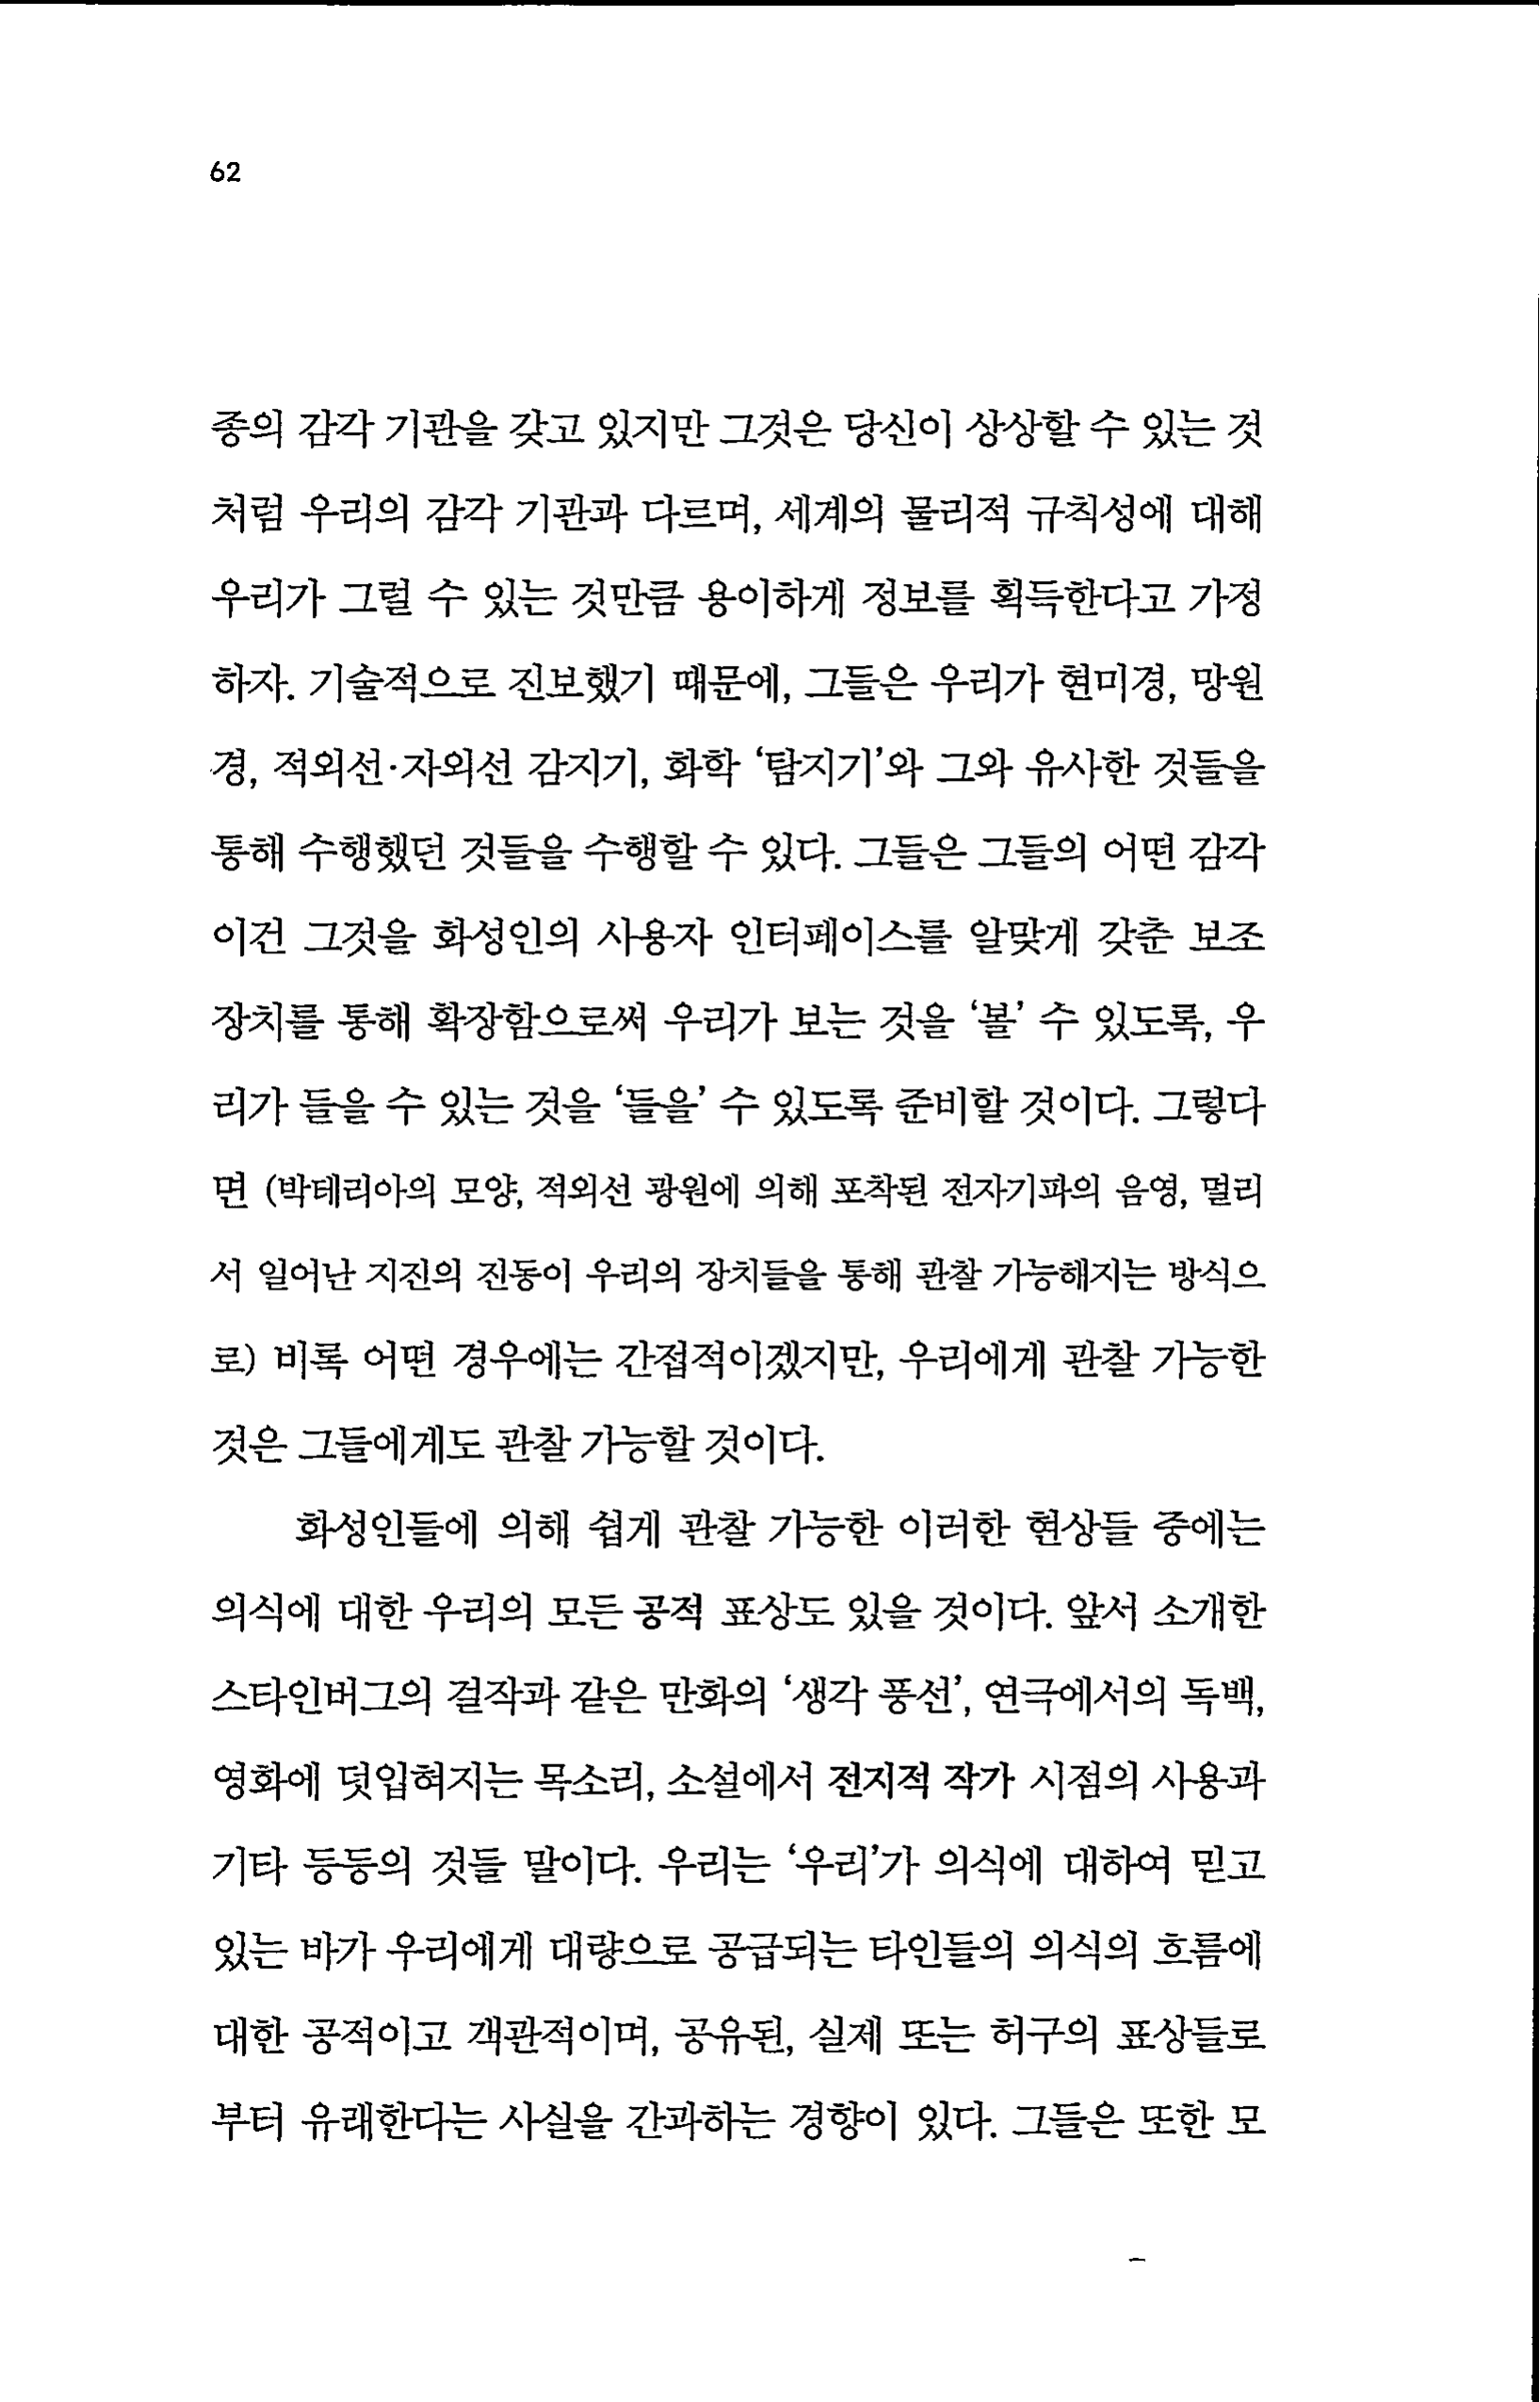 62
종의 감각 기관을 갖고 있지만 그것은 당신이 상상할 수 있는 것
처럼 우리의 감각 기관과 다르며, 세계의 물리적 규칙성에 대해
우리가 그럴 수 있는 것만큼 용이하게 정보를 획득한다고 가정
하자. 기술적으로 진보했기 때문에, 그들은 우리가 현미경, 망원
경, 적외선·자외선 감지기, 화학 ‘탐지기’와 그와 유사한 것들을
통해 수행했던 것들을 수행할 수 있다. 그들은 그들의 어떤 감각
이건 그것을 화성인의 사용자 인터페이스를 알맞게 갖춘 보조
장치를 통해 확장함으로써 우리가 보는 것을 ‘볼’ 수 있도록, 우
리가 들을 수 있는 것을 ‘들을’ 수 있도록 준비할 것이다. 그렇다
면 (박테리아의 모양, 적외선 광원에 의해 포착된 전자기파의 음영, 멀리
서 일어난 지진의 진동이 우리의 장치들을 통해 관찰 가능해지는 방식으
로) 비록 어떤 경우에는 간접적이겠지만, 우리에게 관찰 가능한
것은 그들에게도 관찰 가능할 것이다.
화성인들에 의해 쉽게 관찰 가능한 이러한 현상들 중에는
의식에 대한 우리의 모든 공적 표상도 있을 것이다. 앞서 소개한
스타인버그의 걸작과 같은 만화의 ‘생각 풍선’, 연극에서의 독백,
영화에 덧입혀지는 목소리, 소설에서 전지적 작가 시점의 사용과
기타 등등의 것들 말이다. 우리는 ‘우리’가 의식에 대하여 믿고
있는 바가 우리에게 대량으로 공급되는 타인들의 의식의 흐름에
대한 공적이고 객관적이며, 공유된, 실제 또는 허구의 표상들로
부터 유래한다는 사실을 간과하는 경향이 있다. 그들은 또한 모